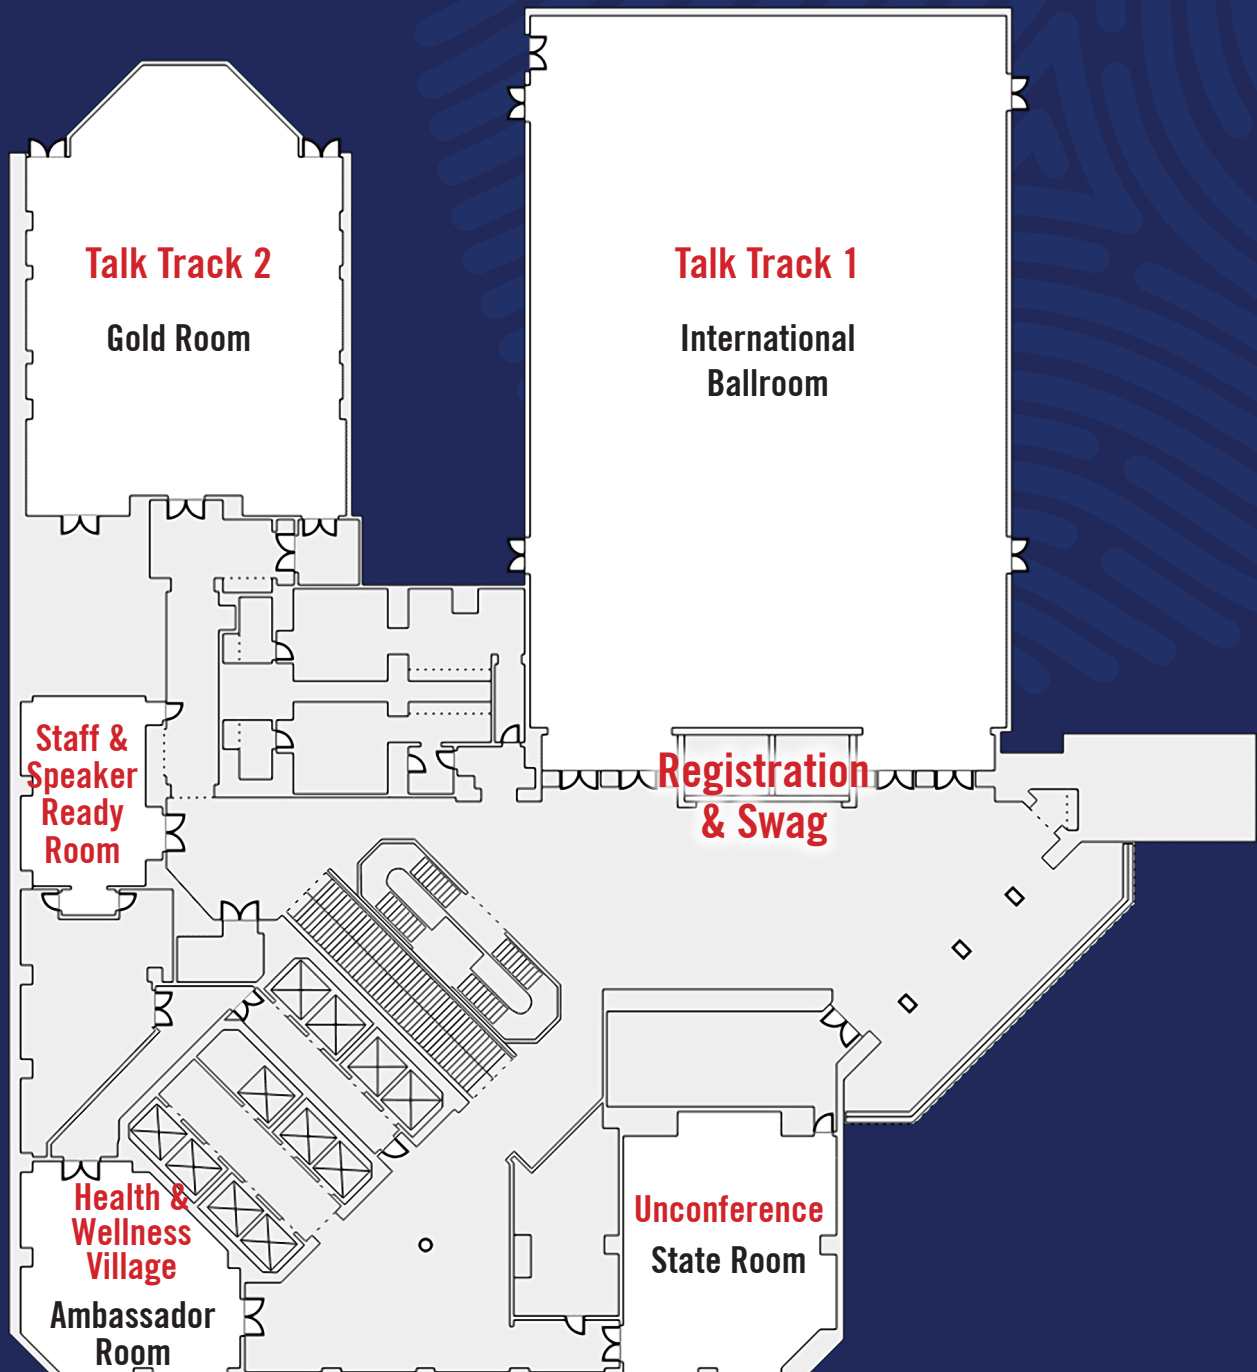 Talk Track 2
Gold Room
Talk Track 1
International
Ballroom
Staff &
Speaker
Ready
Room
Registration
& Swag
Health &
Wellness
Village
Ambassador
Room
Unconference
State Room